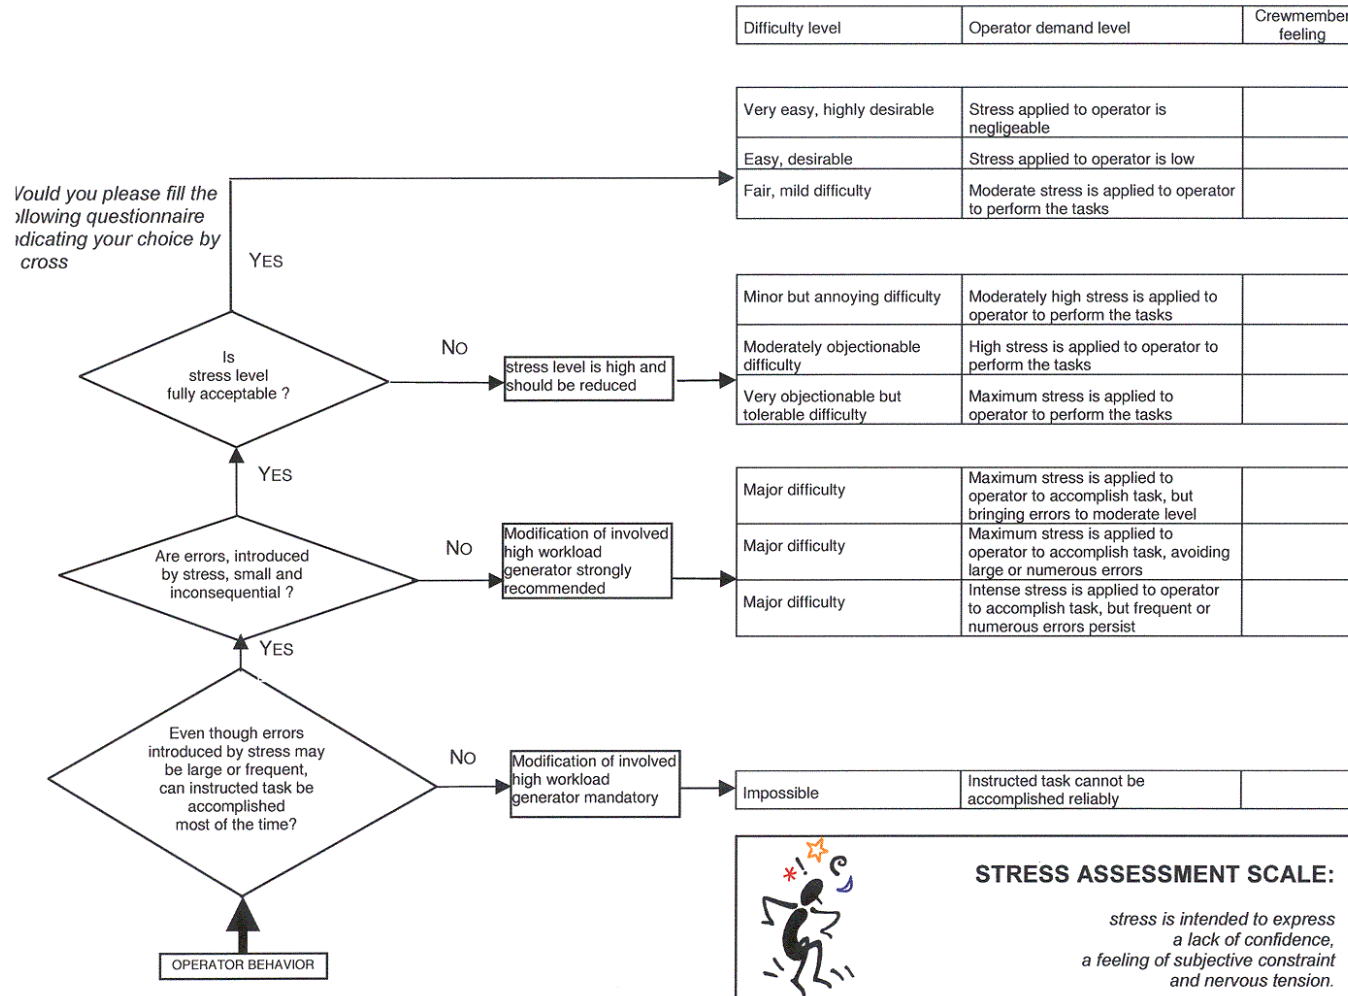 Difficulty level
Operator demand level
Crewmember
feeling
Very easy, highly desirable
Stress applied to operator is
negligeable
Easy, desirable
Stress applied to operator is low
Fair, mild difficulty
Moderate stress is applied to operator
to perform the tasks
Would you please fill the
ollowing questionnaire
ndicating your choice by
cross
YES
Is
stress level
fully acceptable ?
NO
stress level is high and
should be reduced
Minor but annoying difficulty
Moderately high stress is applied to
operator to perform the tasks
Moderately objectionable
difficulty
High stress is applied to operator to
perform the tasks
Very objectionable but
tolerable difficulty
Maximum stress is applied to
operator to perform the tasks
YES
Are errors, introduced
by stress, small and
inconsequential ?
NO
Modification of involved
high workload
generator strongly
recommended
Major difficulty
Maximum stress is applied to
operator to accomplish task, but
bringing errors to moderate level
Major difficulty
Maximum stress is applied to
operator to accomplish task, avoiding
large or numerous errors
Major difficulty
Intense stress is applied to operator
to accomplish task, but frequent or
numerous errors persist
YES
Even though errors
introduced by stress may
be large or frequent,
can instructed task be
accomplished
most of the time?
NO
Modification of involved
high workload
generator mandatory
Impossible
Instructed task cannot be
accomplished reliably
OPERATOR BEHAVIOR
STRESS ASSESSMENT SCALE:
stress is intended to express
a lack of confidence,
a feeling of subjective constraint
and nervous tension.